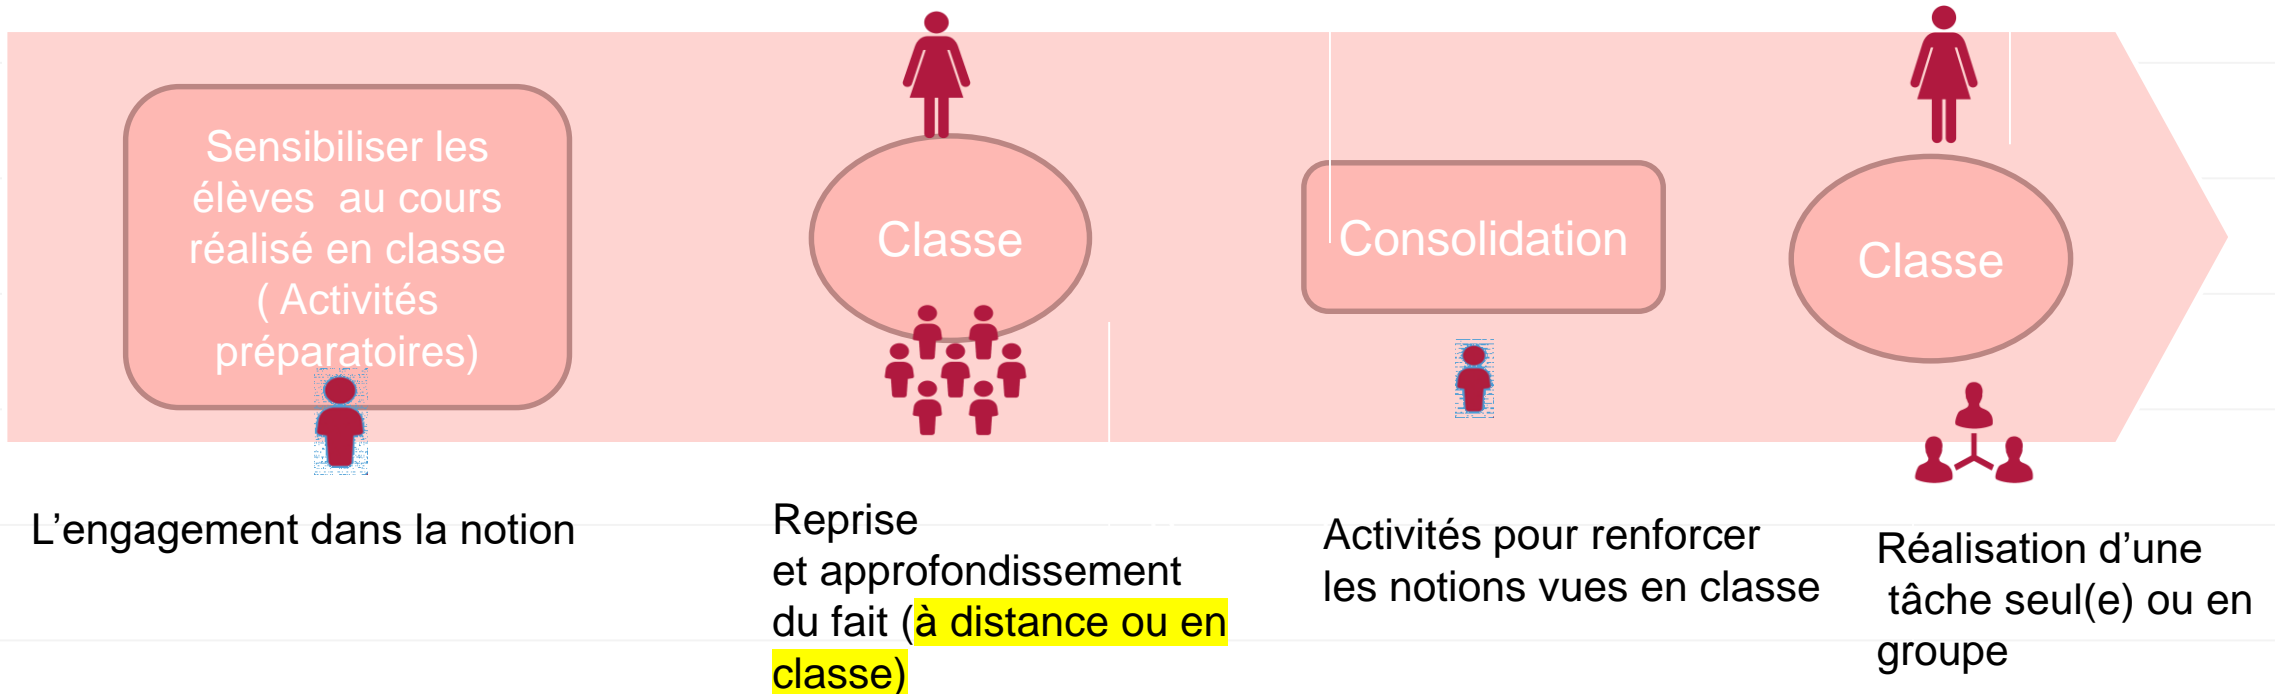 Sensibiliser les
élèves au cours
réalisé en classe
( Activités
préparatoires)
L'engagement dans la notion
Classe
Reprise
et approfondissement
du fait (à distance ou en
classe)
Consolidation
Activités pour renforcer
les notions vues en classe
Classe
Réalisation d'une
tâche seul(e) ou en
groupe